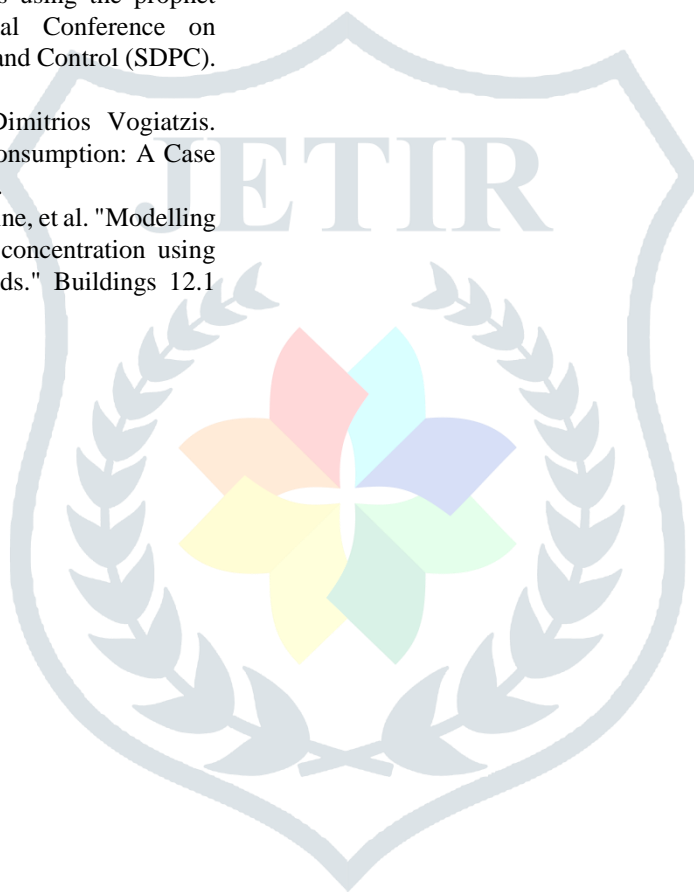 s using the prophet
al Conference on
and Control (SDPC).
Dimitrios Vogiatzis.
onsumption: A Case
.
ine, et al. "Modelling
concentration using
ds." Buildings 12.1
JETIR